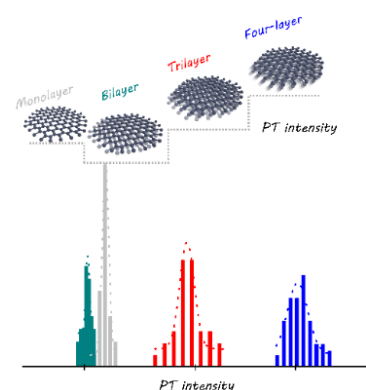 Four-layer
Trilayer
Bilayer
Monolayer
PT intensity
PT intensity